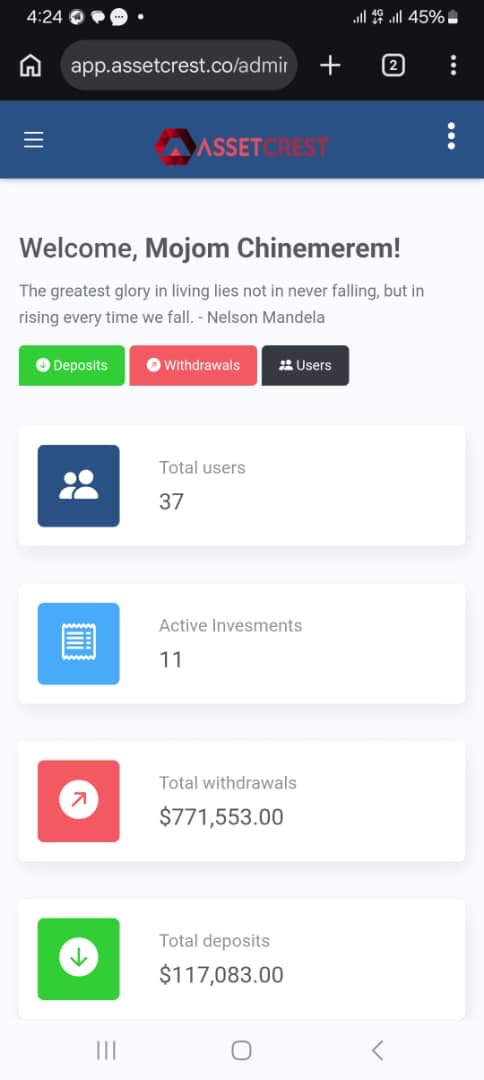 4:24
4G
45%
app.assetcrest.co/admir
2
ASSETCREST
Welcome, Mojom Chinemerem!
The greatest glory in living lies not in never falling, but in
rising every time we fall. - Nelson Mandela
Deposits Withdrawals Users
Total users
37
Active Invesments
11
Total withdrawals
$771,553.00
Total deposits
$117,083.00